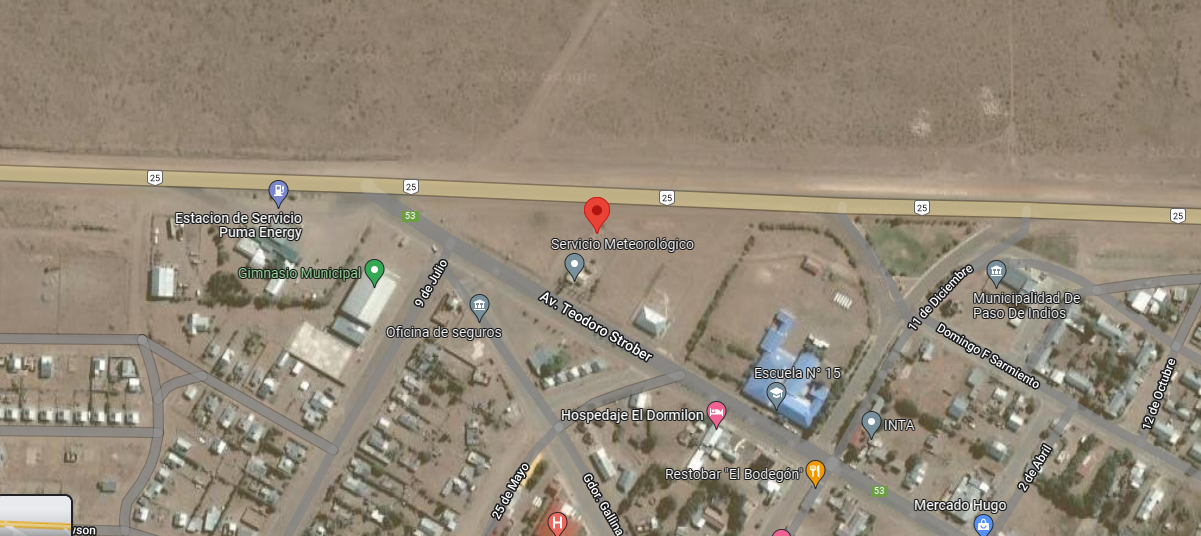 25
25
25
25
25
53
Estacion de Servicio
Puma Energy
Servicio Meteorológico
Gimnasio Municipal
9 de Julio
Oficina de seguros
Av. Teodoro Strober
11 de Diciembre
Municipalidad De
Paso De Indios
Domingo F Sarmiento
Escuela N° 15
12 de Octubre
Hospedaje El Dormilon
INTA
Restobar "El Bodegón"
25 de Mayo
Gdor. Gallina
2 de Abril
53
Mercado Hugo
H
wson